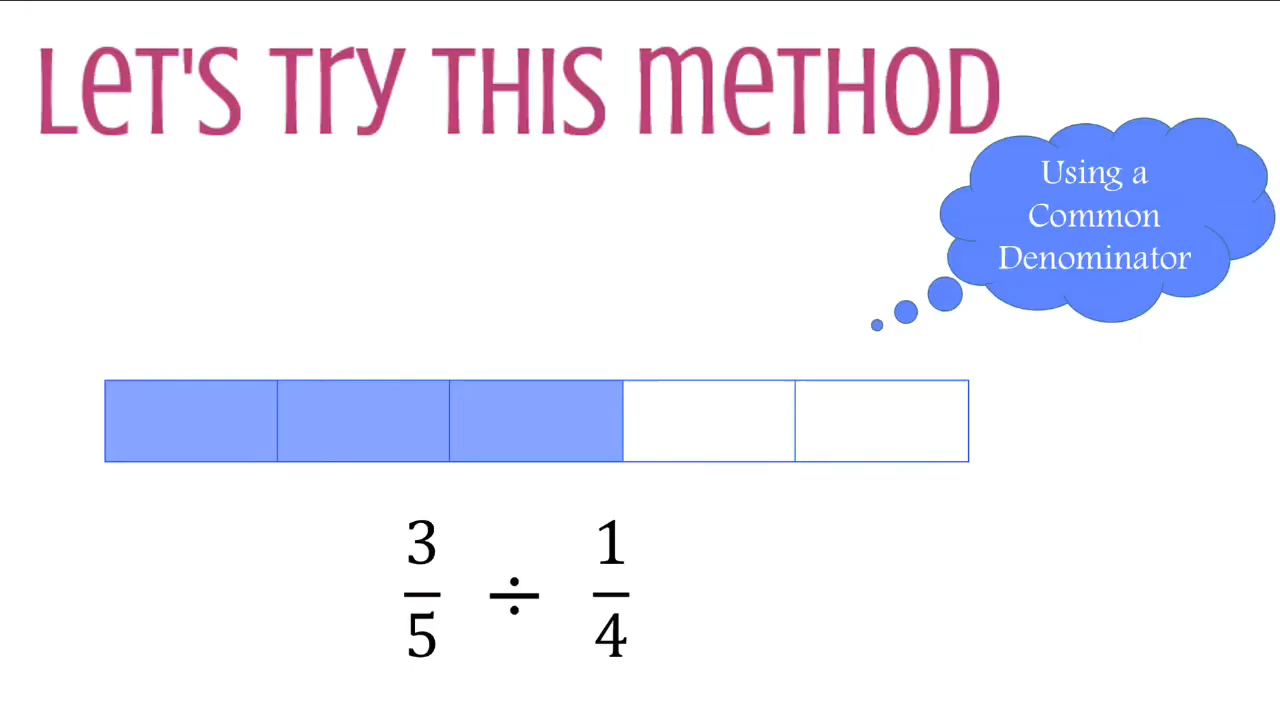 Let's Try This Method
Using a
Common
Denominator
3/5 ÷ 1/4